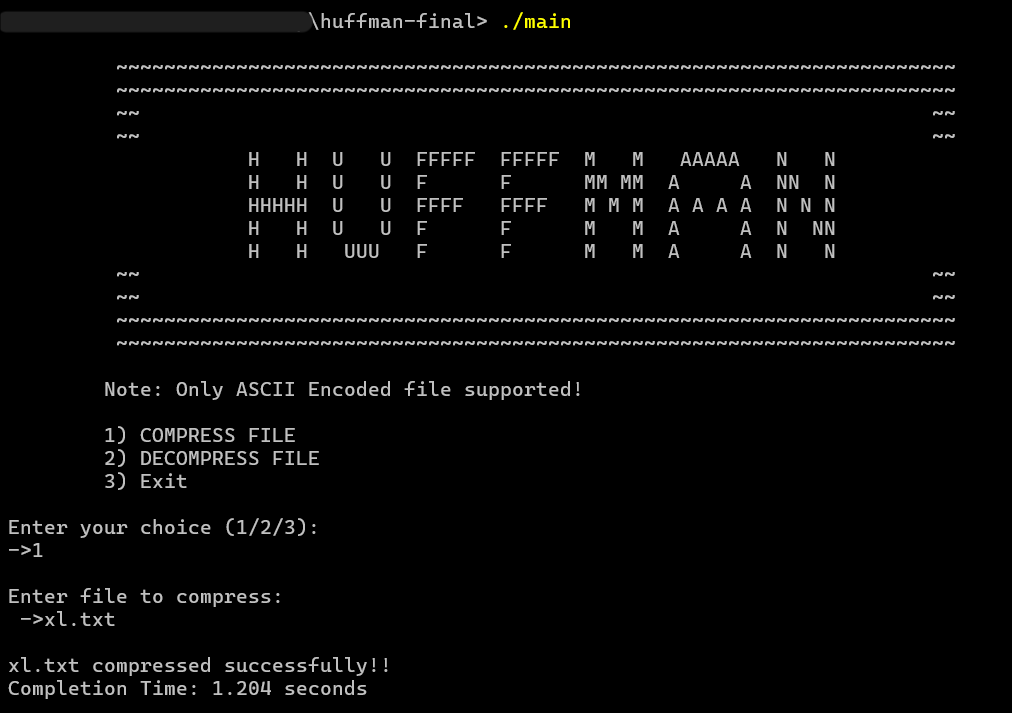 \huffman-final> ./main
~~~~~~~~~~~~~~~~~~~~~~~~~~~~~~~~~~~~~~~~~~~~~~~~~~~~~~~~~~~~~~~~~~~~~~
~~~~~~~~~~~~~~~~~~~~~~~~~~~~~~~~~~~~~~~~~~~~~~~~~~~~~~~~~~~~~~~~~~~~~~
~~                                                                  ~~
~~                                                                  ~~
           H   H  U   U  FFFFF  FFFFF  M   M   AAAAA   N   N
           H   H  U   U  F      F      MM MM  A     A  NN  N
           HHHHH  U   U  FFFF   FFFF   M M M  A A A A  N N N
           H   H  U   U  F      F      M   M  A     A  N  NN
           H   H   UUU   F      F      M   M  A     A  N   N
~~                                                                  ~~
~~                                                                  ~~
~~~~~~~~~~~~~~~~~~~~~~~~~~~~~~~~~~~~~~~~~~~~~~~~~~~~~~~~~~~~~~~~~~~~~~
~~~~~~~~~~~~~~~~~~~~~~~~~~~~~~~~~~~~~~~~~~~~~~~~~~~~~~~~~~~~~~~~~~~~~~
Note: Only ASCII Encoded file supported!
1) COMPRESS FILE
2) DECOMPRESS FILE
3) Exit
Enter your choice (1/2/3):
->1
Enter file to compress:
->xl.txt
xl.txt compressed successfully!!
Completion Time: 1.204 seconds